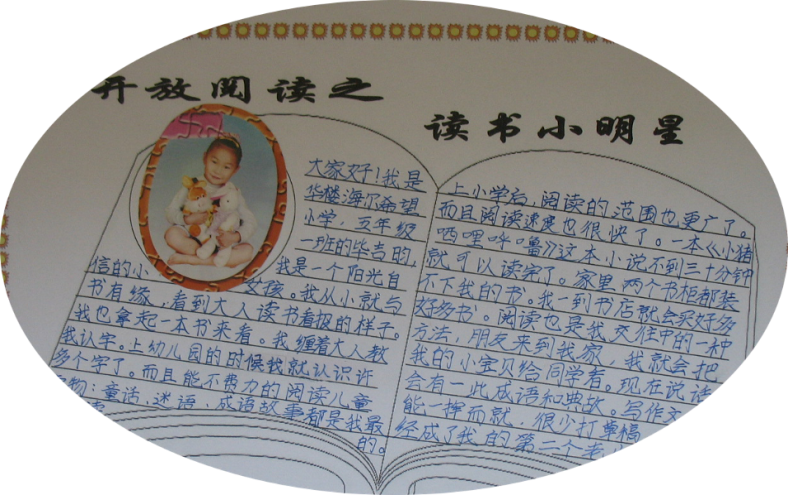 开放阅读之
读书小明星
大家好!我是
华楼海尔希望
小学,五年级
一班的华吉的,
我是一个阳光自
信的小女孩。我从小就与
书有缘,看到大人读书看报的样子。
我也拿起一本书来看。我缠着大人教
我认字。上幼儿园的时候我就认识许
多个字了。而且能不费力的阅读儿童
物:童话、迷语、成语故事都是我最
的。
上小学后,阅读的范围也更广了。
而且阅读速度也很快了。一本《小猪
唏哩呼噜》这本小说不到三十分钟
就可以读完了。家里两个书柜都装
不下我的书。我一到书店就会买好多
好多书。阅读也是我交往中的一种
方法,朋友来到我家,我就会把
我的小宝贝给同学看。现在说话
会有一此成语和典故。写作文
能一挥而就,很少打草稿
经成了我的第二个老